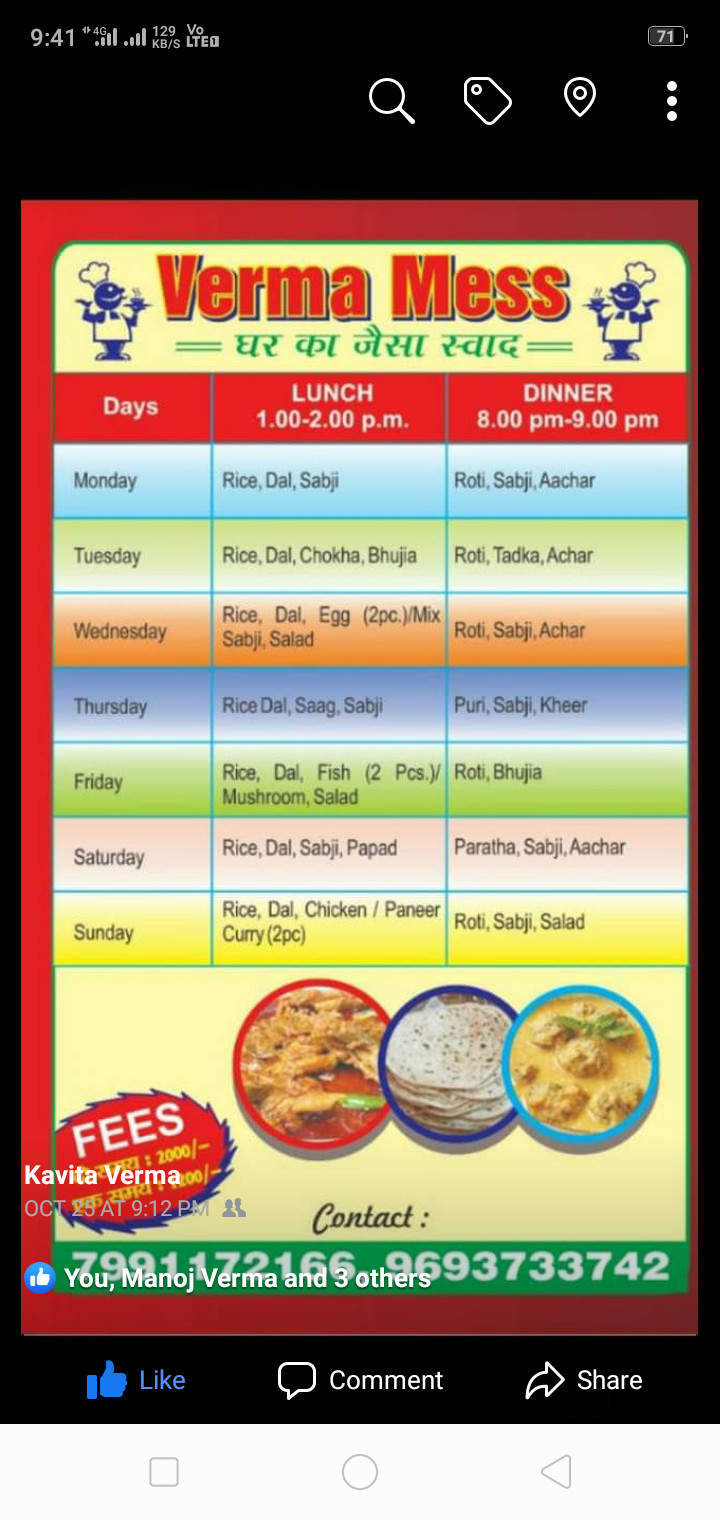 9:41 4G 129 KB/S Vo LTE 71
Verma Mess
घर का जैसा स्वाद
Days LUNCH 1.00-2.00 p.m. DINNER 8.00 pm-9.00 pm
Monday Rice, Dal, Sabji Roti, Sabji, Aachar
Tuesday Rice, Dal, Chokha, Bhujia Roti, Tadka, Achar
Wednesday Rice, Dal, Egg (2pc.)/Mix
Sabji, Salad Roti, Sabji, Achar
Thursday Rice Dal, Saag, Sabji Puri, Sabji, Kheer
Friday Rice, Dal, Fish (2 Pcs.)/
Mushroom, Salad Roti, Bhujia
Saturday Rice, Dal, Sabji, Papad Paratha, Sabji, Aachar
Sunday Rice, Dal, Chicken / Paneer
Curry (2pc) Roti, Sabji, Salad
FEES
समय : 2000/-
एक समय : 1200/-
Kavita Verma
OCT 25 AT 9:12 PM
Contact :
7991172166, 9693733742
You, Manoj Verma and 3 others
Like Comment Share